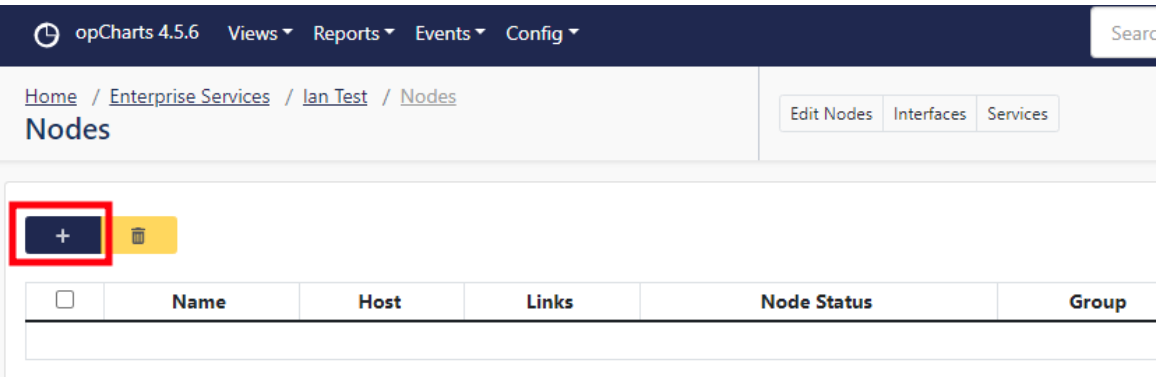 opCharts 4.5.6 Views Reports Events Config
Home / Enterprise Services / Ian Test / Nodes
Nodes
Edit Nodes Interfaces Services
+
Name Host Links Node Status Group